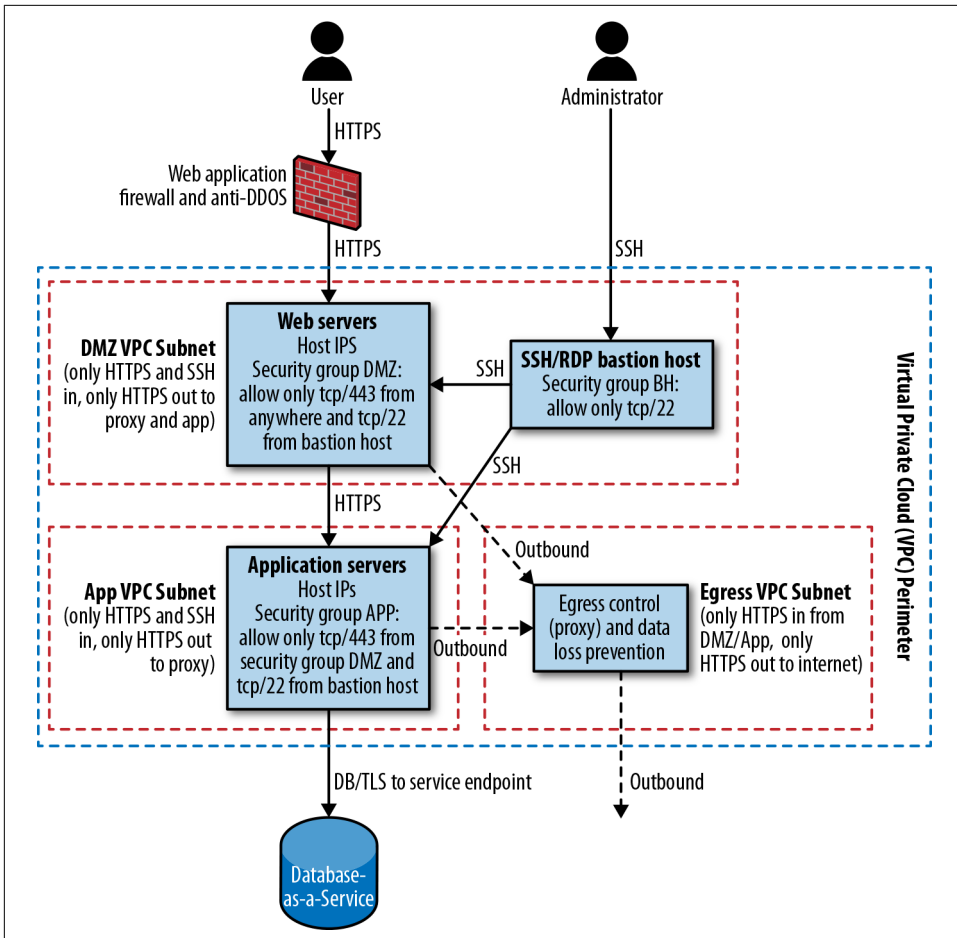 User
Administrator
HTTPS
Web application
firewall and anti-DDOS
HTTPS
SSH
DMZ VPC Subnet
(only HTTPS and SSH
in, only HTTPS out to
proxy and app)
Web servers
Host IPS
Security group DMZ:
allow only tcp/443 from
anywhere and tcp/22
from bastion host
SSH
SSH/RDP bastion host
Security group BH:
allow only tcp/22
Virtual Private Cloud (VPC) Perimeter
SSH
HTTPS
Outbound
App VPC Subnet
(only HTTPS and SSH
in, only HTTPS out
to proxy)
Application servers
Host IPs
Security group APP:
allow only tcp/443 from
security group DMZ and
tcp/22 from bastion host
Outbound
Egress control
(proxy) and data
loss prevention
Egress VPC Subnet
(only HTTPS in from
DMZ/App, only
HTTPS out to internet)
DB/TLS to service endpoint
Outbound
Database-
as-a-Service